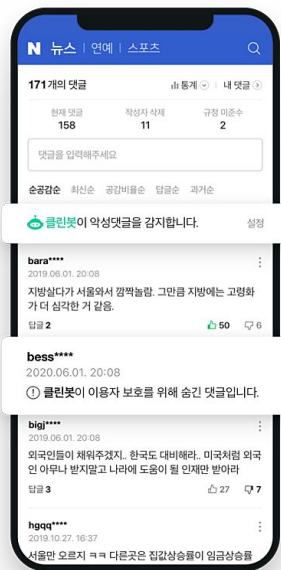 N 뉴스 연예 스포츠
171개의 댓글 통계 내 댓글
현재 댓글 작성자 삭제 규정 미준수
158 11 2
댓글을 입력해주세요
순공감순 최신순 공감비율순 답글순 과거순
클린봇이 악성댓글을 감지합니다. 설정
bara****
2019.06.01. 20:08
지방살다가 서울와서 깜짝놀람. 그만큼 지방에는 고령화
가 더 심각한 거 같음.
답글 2 50 6
bess****
2020.06.01. 20:08
클린봇이 이용자 보호를 위해 숨긴 댓글입니다.
bigj****
2019.06.01. 20:08
외국인들이 채워주겠지.. 한국도 대비해라.. 미국처럼 외국
인 아무나 받지말고 나라에 도움이 될 인재만 받아라
답글 3 27 7
hgqq****
2019.10.27. 16:37
서울만 오르지 ㅋㅋ 다른곳은 집값상승률이 임금상승률